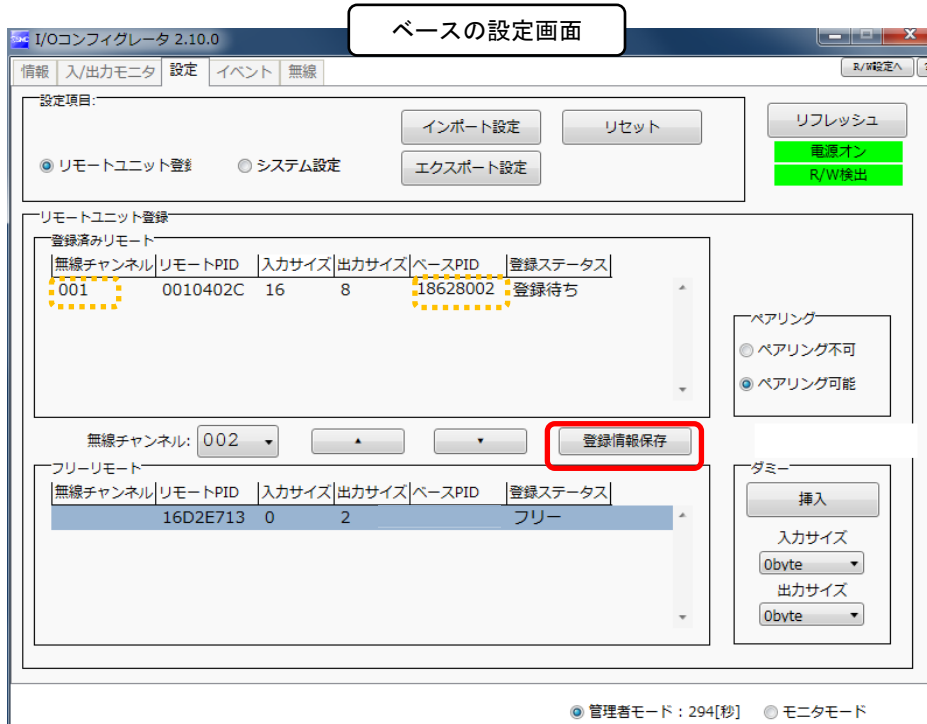 ベースの設定画面
I/Oコンフィグレータ 2.10.0
情報 入/出力モニタ 設定 イベント 無線
R/W設定へ
設定項目:
インポート設定 リセット
リフレッシュ
電源オン
リモートユニット登 システム設定 エクスポート設定
R/W検出
リモートユニット登録
登録済みリモート
無線チャンネル リモートPID 入力サイズ 出力サイズ ベースPID 登録ステータス
001 0010402C 16 8 18628002 登録待ち
ペアリング
ペアリング不可
ペアリング可能
無線チャンネル: 002 ▲ ▼ 登録情報保存
フリーリモート
無線チャンネル リモートPID 入力サイズ 出力サイズ ベースPID 登録ステータス
16D2E713 0 2 フリー
ダミー
挿入
入力サイズ
0byte
出力サイズ
0byte
管理者モード：294[秒] モニタモード